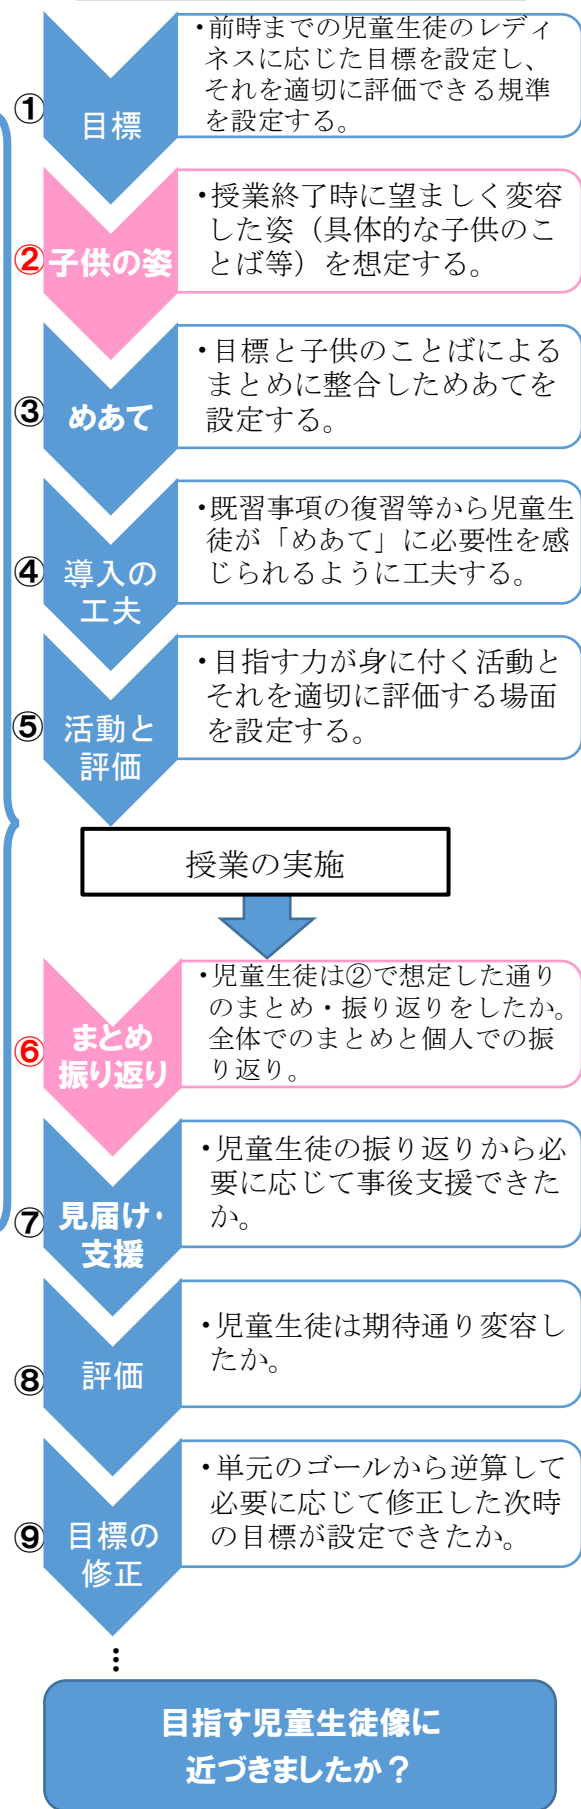 ①
目標
・前時までの児童生徒のレディ
ネスに応じた目標を設定し、
それを適切に評価できる規準
を設定する。
②
子供の姿
・授業終了時に望ましく変容
した姿（具体的な子供のこ
とば等）を想定する。
③
めあて
・目標と子供のことばによる
まとめに整合しためあてを
設定する。
④
導入の
工夫
・既習事項の復習等から児童生
徒が「めあて」に必要性を感
じられるように工夫する。
⑤
活動と
評価
・目指す力が身に付く活動と
それを適切に評価する場面
を設定する。
授業の実施
⑥
まとめ
振り返り
・児童生徒は②で想定した通り
のまとめ・振り返りをしたか。
全体でのまとめと個人での振
り返り。
⑦
見届け・
支援
・児童生徒の振り返りから必
要に応じて事後支援できた
か。
⑧
評価
・児童生徒は期待通り変容し
たか。
⑨
目標の
修正
・単元のゴールから逆算して
必要に応じて修正した次時
の目標が設定できたか。
…
目指す児童生徒像に
近づきましたか？